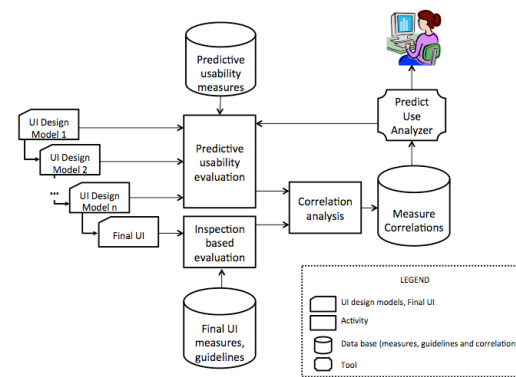 Predictive
usability
measures
UI Design
Model 1
UI Design
Model 2
...
UI Design
Model n
Final UI
Predictive
usability
evaluation
Inspection
based
evaluation
Final UI
measures,
guidelines
Correlation
analysis
Predict
Use
Analyzer
Measure
Correlations
LEGEND
UI design models, Final UI
Activity
Data base (measures, guidelines and correlation
Tool